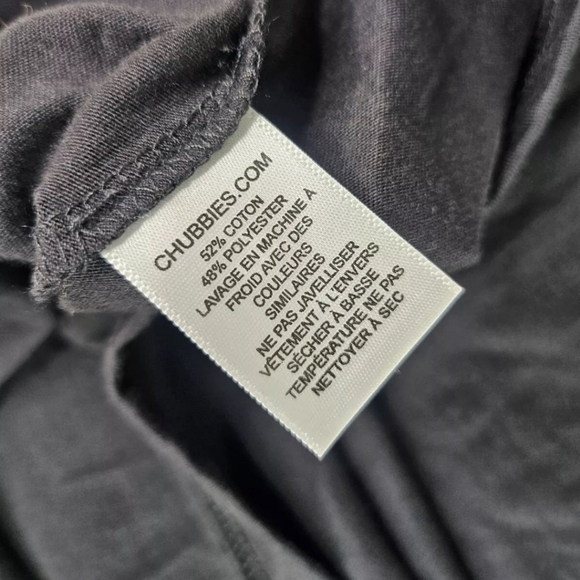 CHUBBIES.COM
52% COTON
48% POLYESTER
LAVAGE EN MACHINE À
FROID AVEC DES
COULEURS
SIMILAIRES
NE PAS JAVELLISER
VÊTEMENT À L'ENVERS
SÉCHER À BASSE
TEMPÉRATURE NE PAS
NETTOYER À SEC